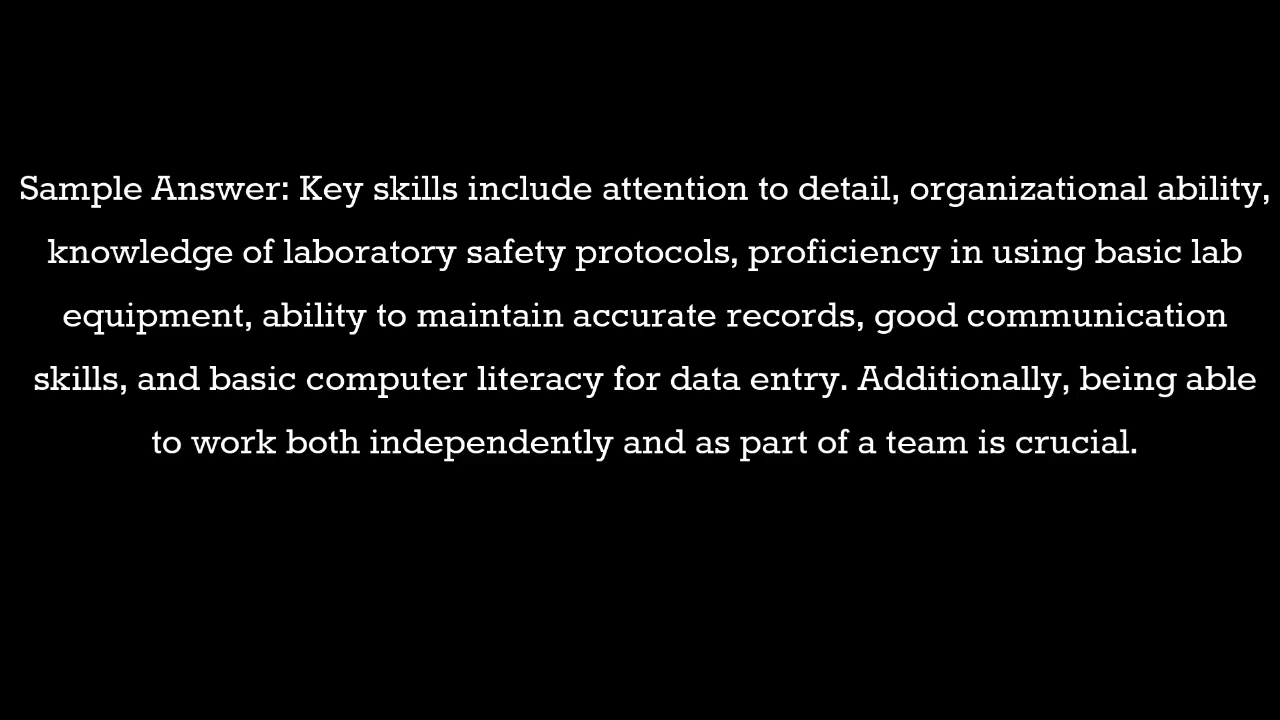 Sample Answer: Key skills include attention to detail, organizational ability,
knowledge of laboratory safety protocols, proficiency in using basic lab
equipment, ability to maintain accurate records, good communication
skills, and basic computer literacy for data entry. Additionally, being able
to work both independently and as part of a team is crucial.